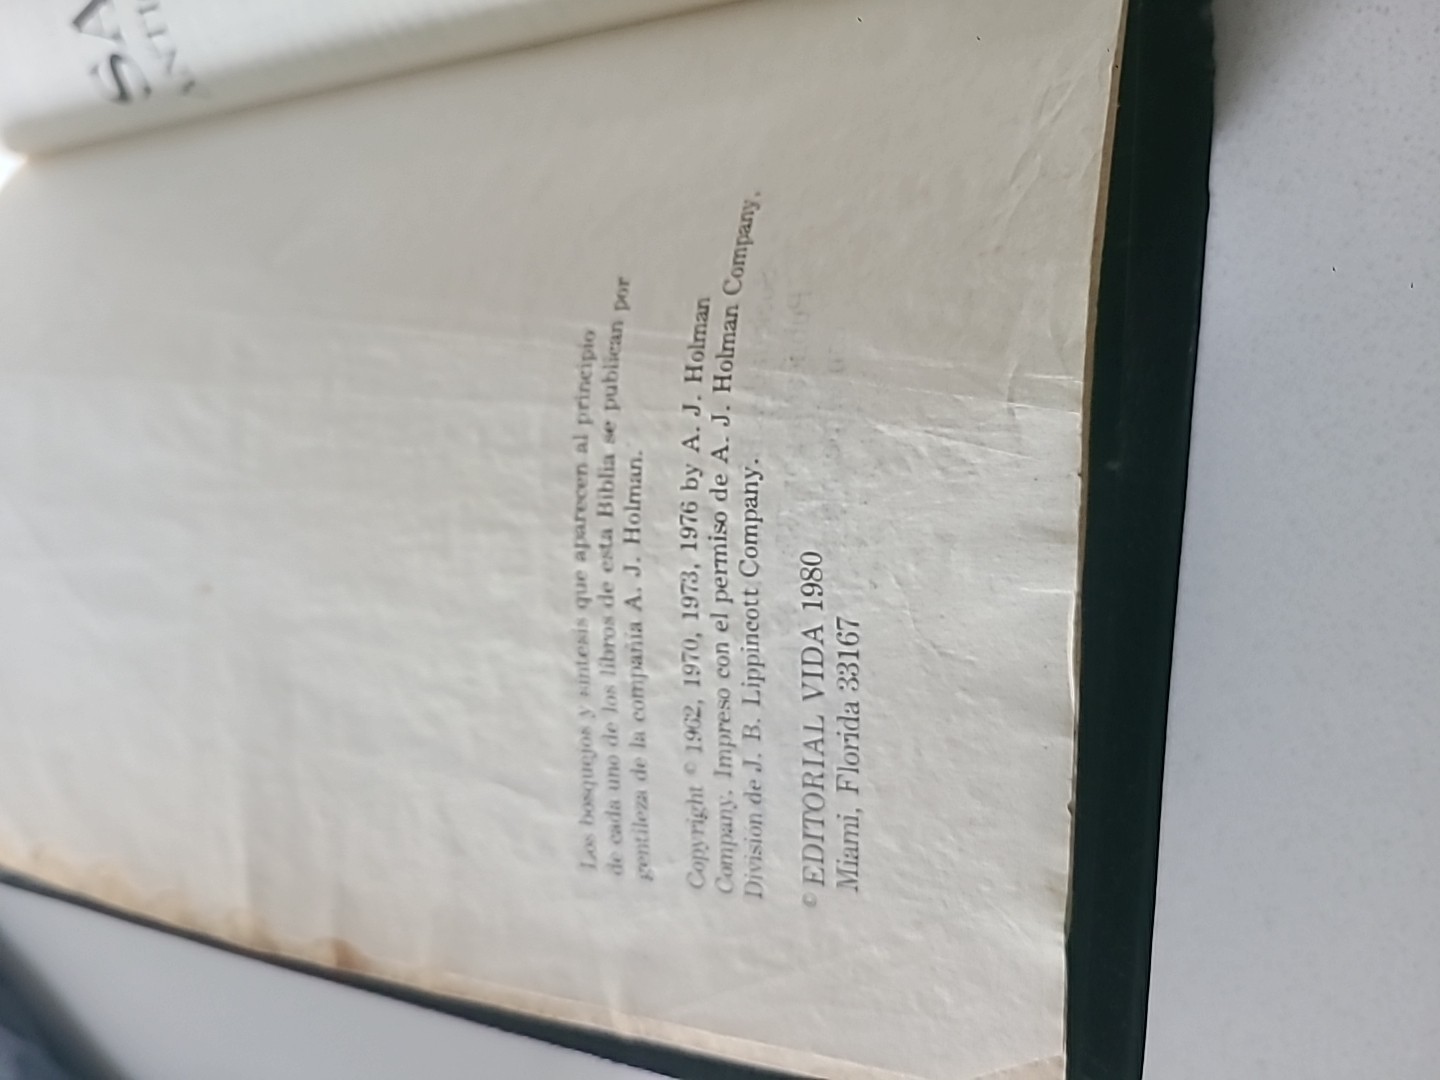 Los bosquejos y síntesis que aparecen al principio
de cada uno de los libros de esta Biblia se publican por
gentileza de la compañía A. J. Holman.
Copyright © 1962, 1970, 1973, 1976 by A. J. Holman
Company. Impreso con el permiso de A. J. Holman Company,
División de J. B. Lippincott Company.
© EDITORIAL VIDA 1980
Miami, Florida 33167
SA
ANTI